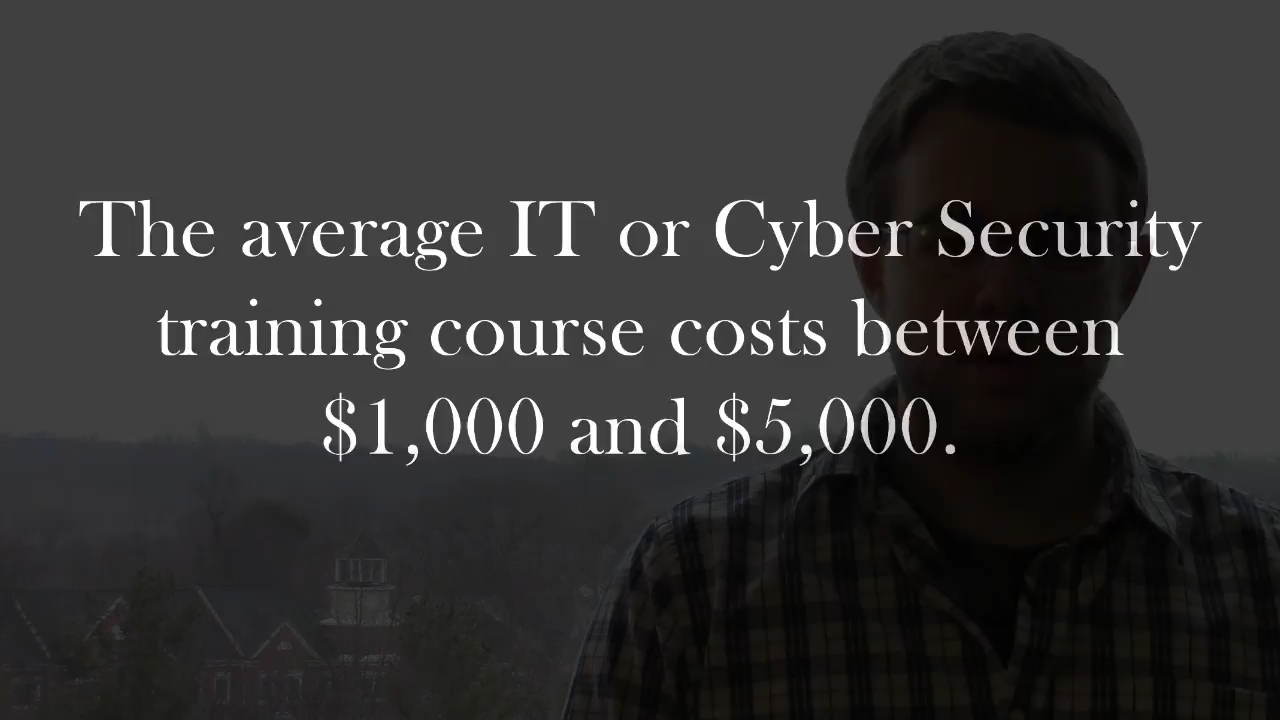 The average IT or Cyber Security
training course costs between
$1,000 and $5,000.